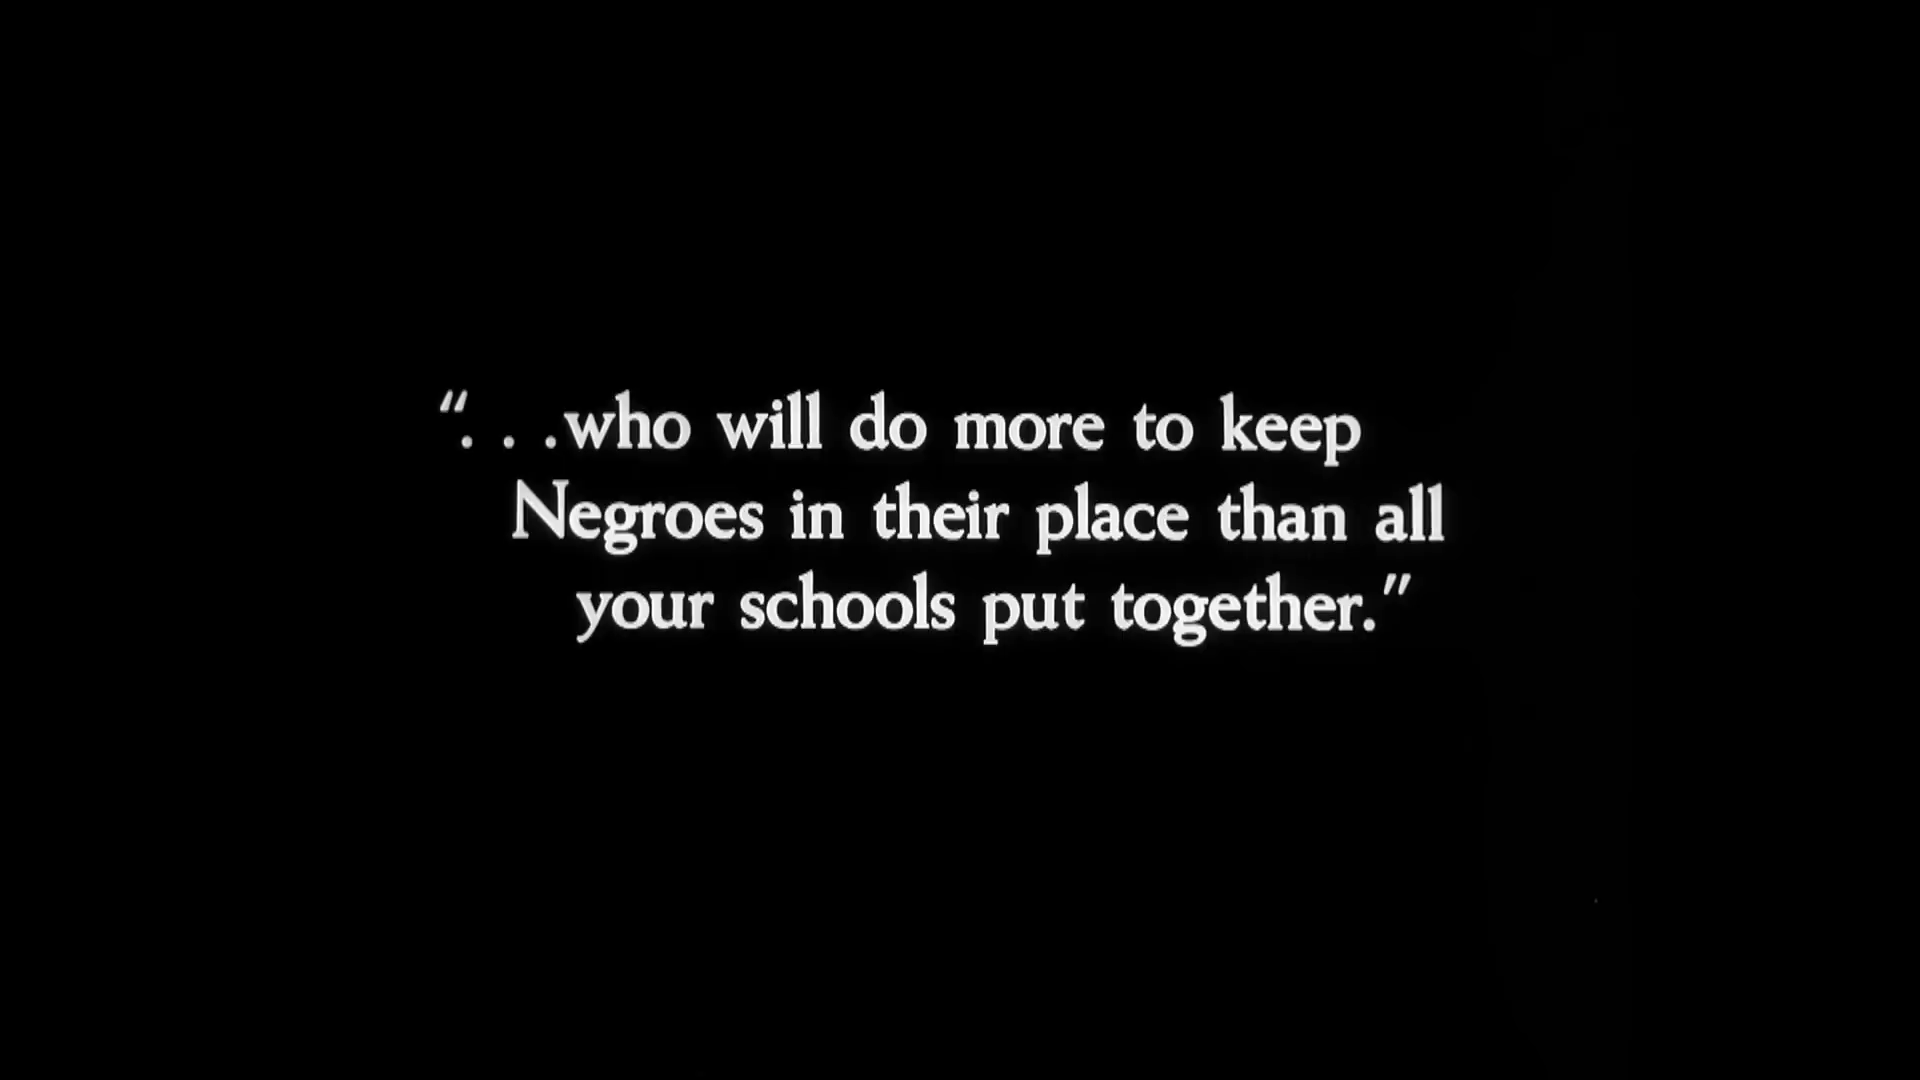 “. . .who will do more to keep
Negroes in their place than all
your schools put together.”